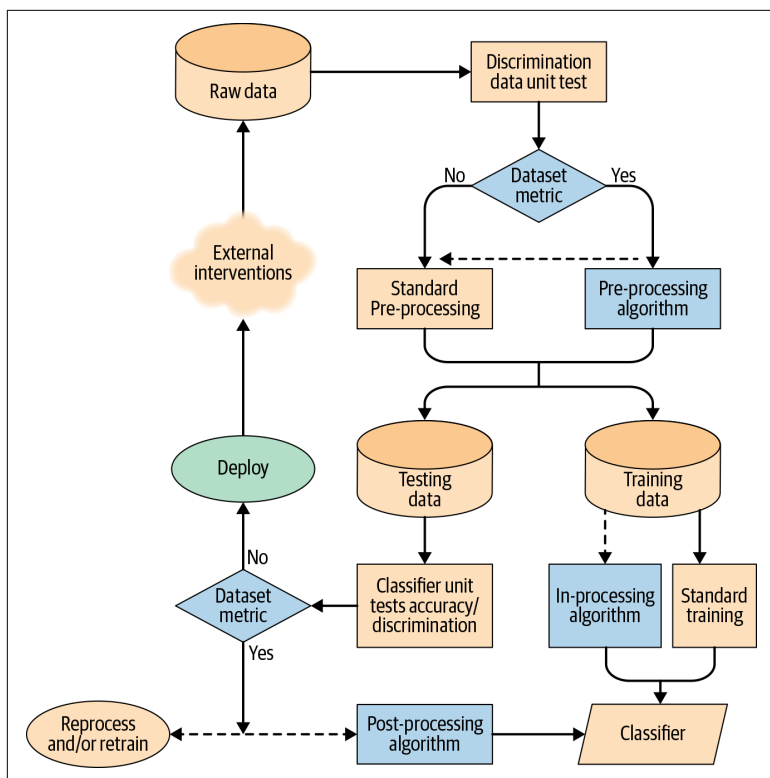 Raw data
Discrimination
data unit test
No
Dataset
metric
Yes
External
interventions
Standard
Pre-processing
Pre-processing
algorithm
Deploy
Testing
data
Training
data
No
Dataset
metric
Yes
Classifier unit
tests accuracy/
discrimination
In-processing
algorithm
Standard
training
Reprocess
and/or retrain
Post-processing
algorithm
Classifier